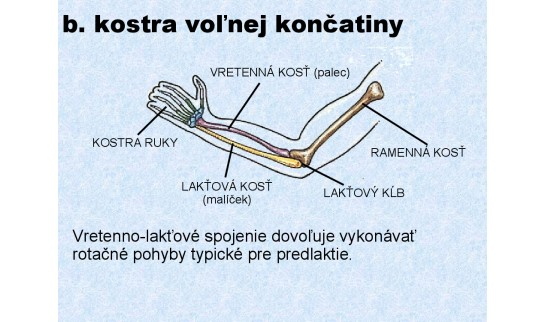 b. kostra voľnej končatiny
VRETENNÁ KOSŤ (palec)
KOSTRA RUKY
RAMENNÁ KOSŤ
LAKŤOVÁ KOSŤ
(malíček)
LAKŤOVÝ KĹB
Vretenno-lakťové spojenie dovoľuje vykonávať
rotačné pohyby typické pre predlaktie.